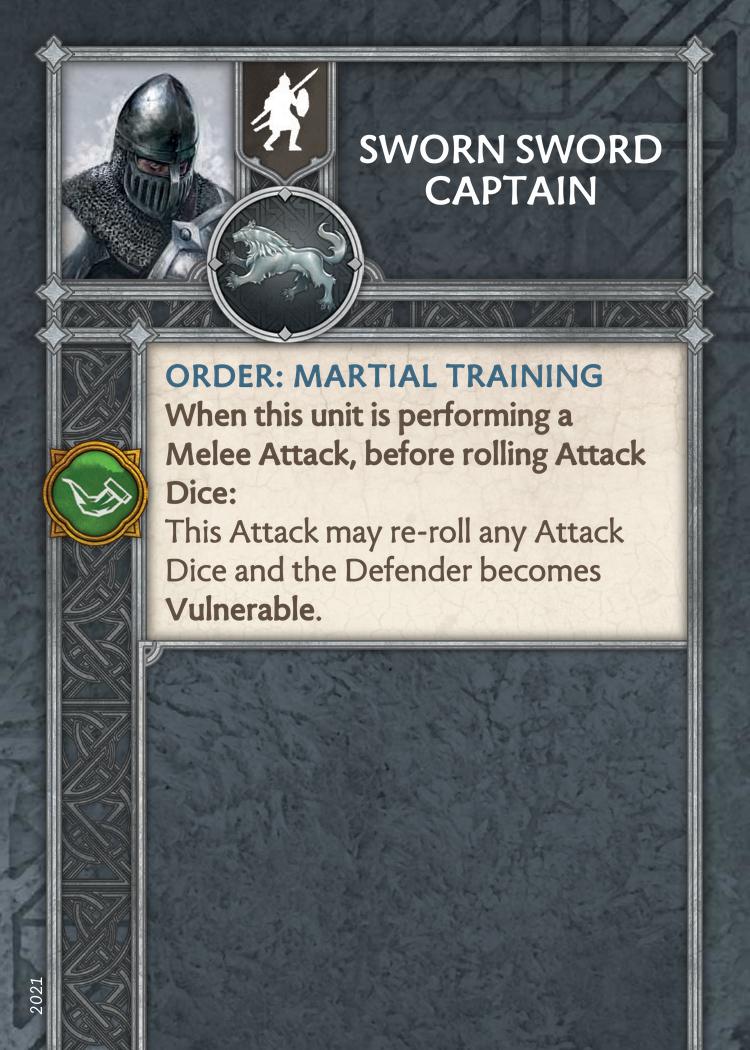 SWORN SWORD
CAPTAIN
ORDER: MARTIAL TRAINING
When this unit is performing a
Melee Attack, before rolling Attack
Dice:
This Attack may re-roll any Attack
Dice and the Defender becomes
Vulnerable.
2021